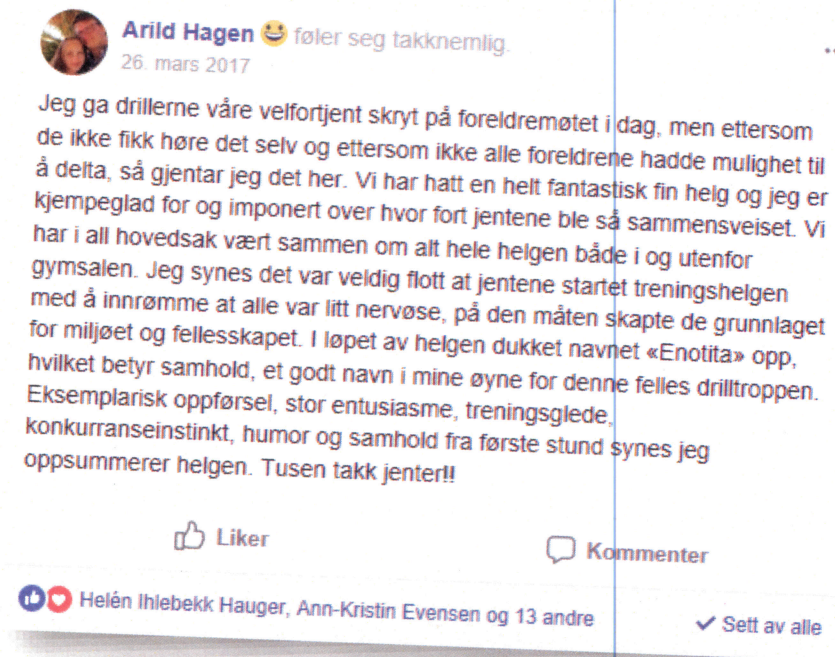 Arild Hagen 😀 føler seg takknemlig.
26. mars 2017
Jeg ga drillerne våre velfortjent skryt på foreldremøtet i dag, men ettersom
de ikke fikk høre det selv og ettersom ikke alle foreldrene hadde mulighet til
å delta, så gjentar jeg det her. Vi har hatt en helt fantastisk fin helg og jeg er
kjempeglad for og imponert over hvor fort jentene ble så sammensveiset. Vi
har i all hovedsak vært sammen om alt hele helgen både i og utenfor
gymsalen. Jeg synes det var veldig flott at jentene startet treningshelgen
med å innrømme at alle var litt nervøse, på den måten skapte de grunnlaget
for miljøet og fellesskapet. I løpet av helgen dukket navnet «Enotita» opp,
hvilket betyr samhold, et godt navn i mine øyne for denne felles drilltroppen.
Eksemplarisk oppførsel, stor entusiasme, treningsglede,
konkurranseinstinkt, humor og samhold fra første stund synes jeg
oppsummerer helgen. Tusen takk jenter!!
Liker
Kommenter
Helén Ihlebekk Hauger, Ann-Kristin Evensen og 13 andre
Sett av alle